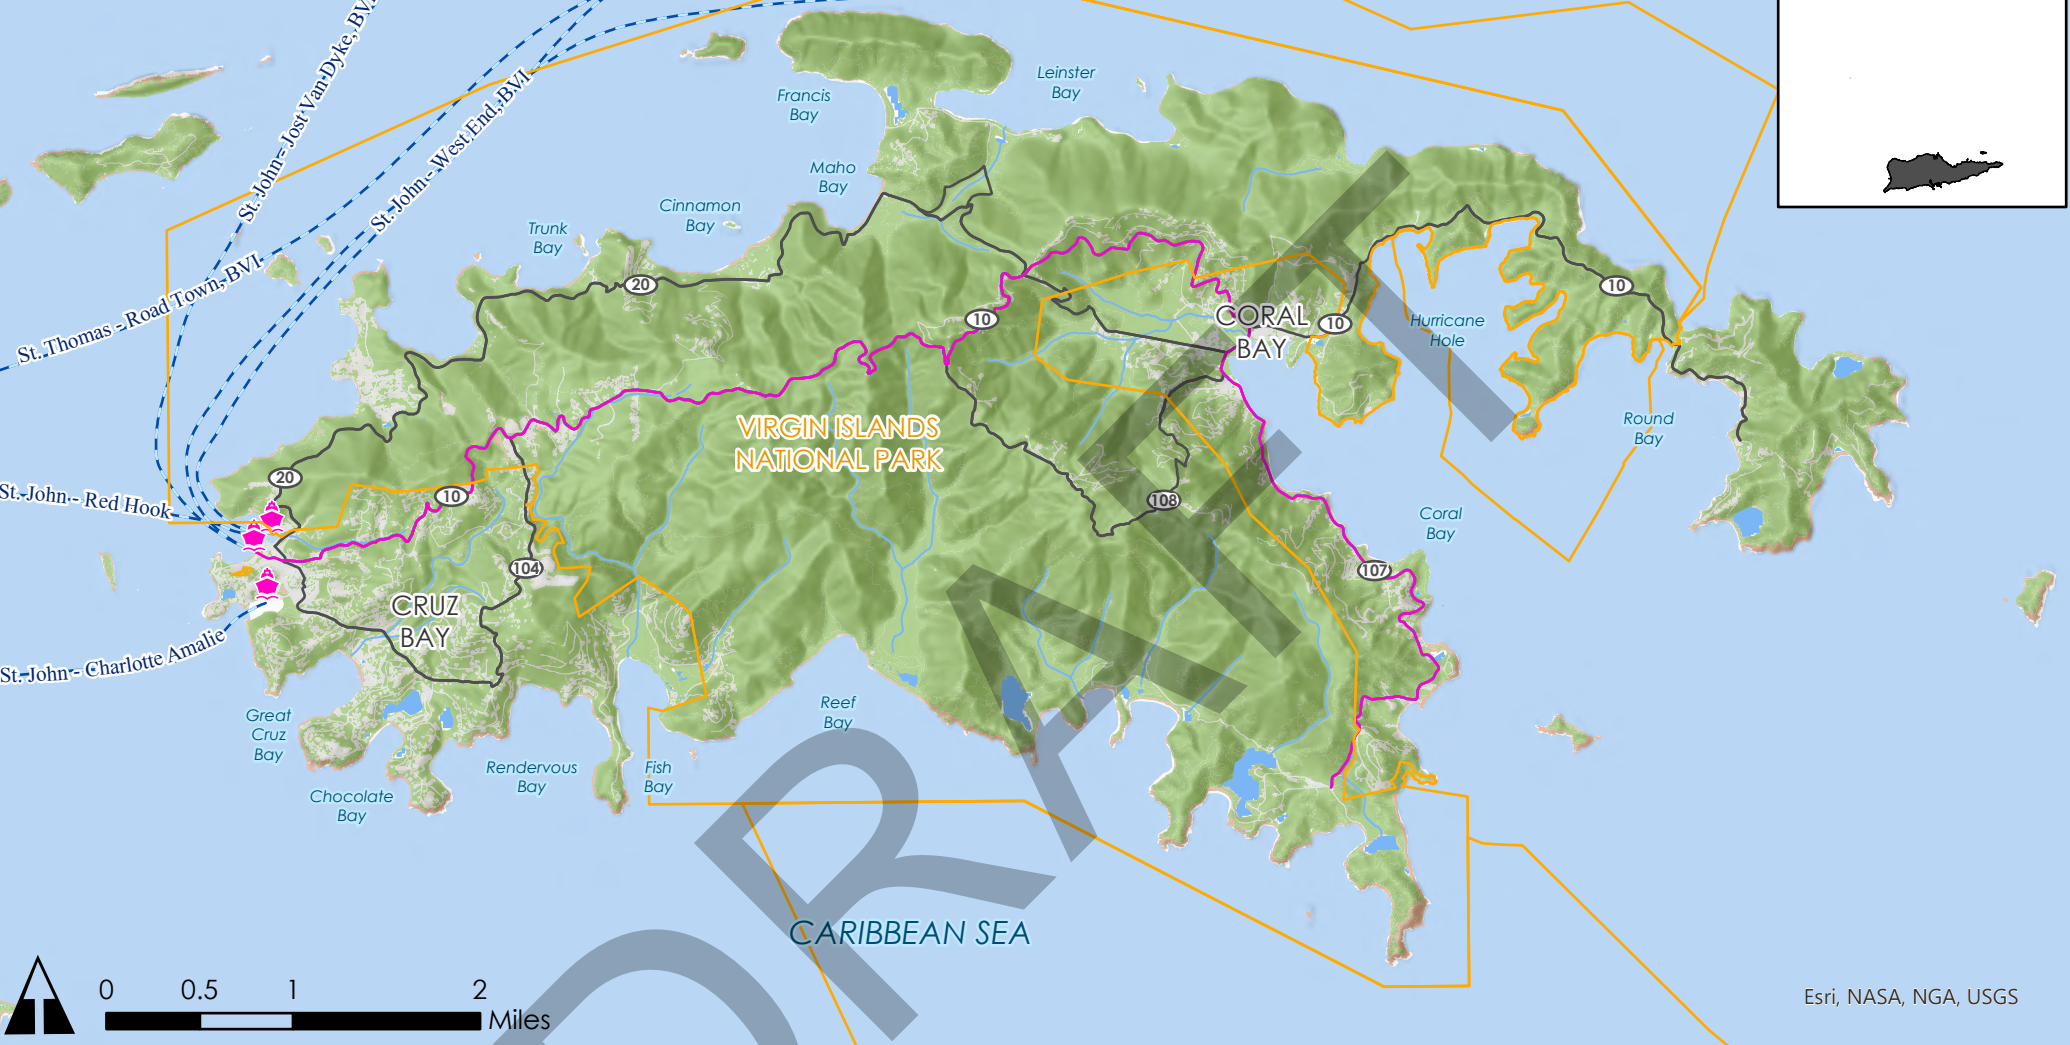 St. John - Jost Van Dyke, BVI
St. John - West End, BVI
St. Thomas - Road Town, BVI
St. John - Red Hook
St. John - Charlotte Amalie
Francis
Bay
Leinster
Bay
Maho
Bay
Cinnamon
Bay
Trunk
Bay
20
10
10
10
CORAL
BAY
Hurricane
Hole
Round
Bay
VIRGIN ISLANDS
NATIONAL PARK
20
10
108
Coral
Bay
104
107
CRUZ
BAY
Great
Cruz
Bay
Reef
Bay
Rendervous
Bay
Fish
Bay
Chocolate
Bay
CARIBBEAN SEA
DRAFT
0 0.5 1 2
Miles
Esri, NASA, NGA, USGS